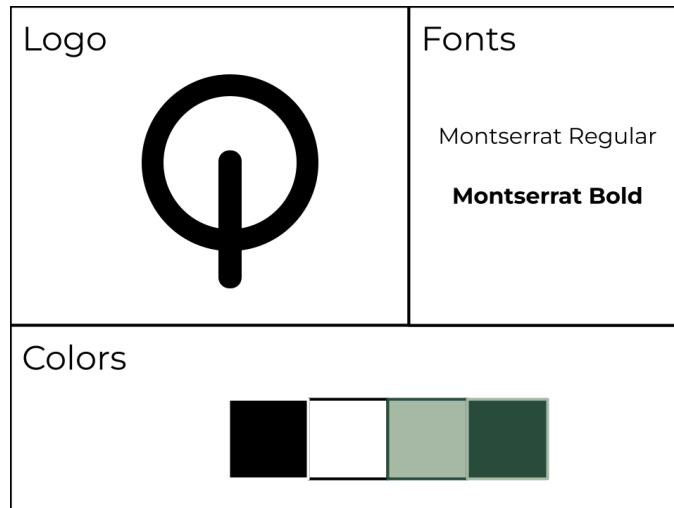 Logo
Fonts
Montserrat Regular
Montserrat Bold
Colors